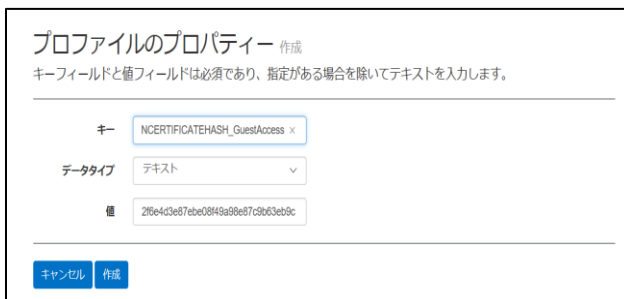 プロファイルのプロパティー 作成
キーフィールドと値フィールドは必須であり、指定がある場合を除いてテキストを入力します。
キー NCERTIFICATEHASH_GuestAccess ×
データタイプ テキスト
値 2f6e4d3e87ebe08f49a98e87c9b63eb9c
キャンセル 作成